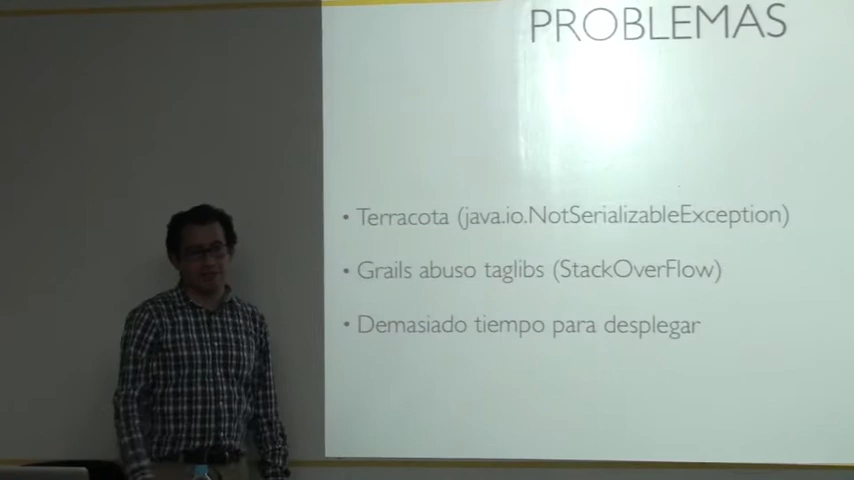 PROBLEMAS
• Terracota (java.io.NotSerializableException)
• Grails abuso taglibs (StackOverFlow)
• Demasiado tiempo para desplegar